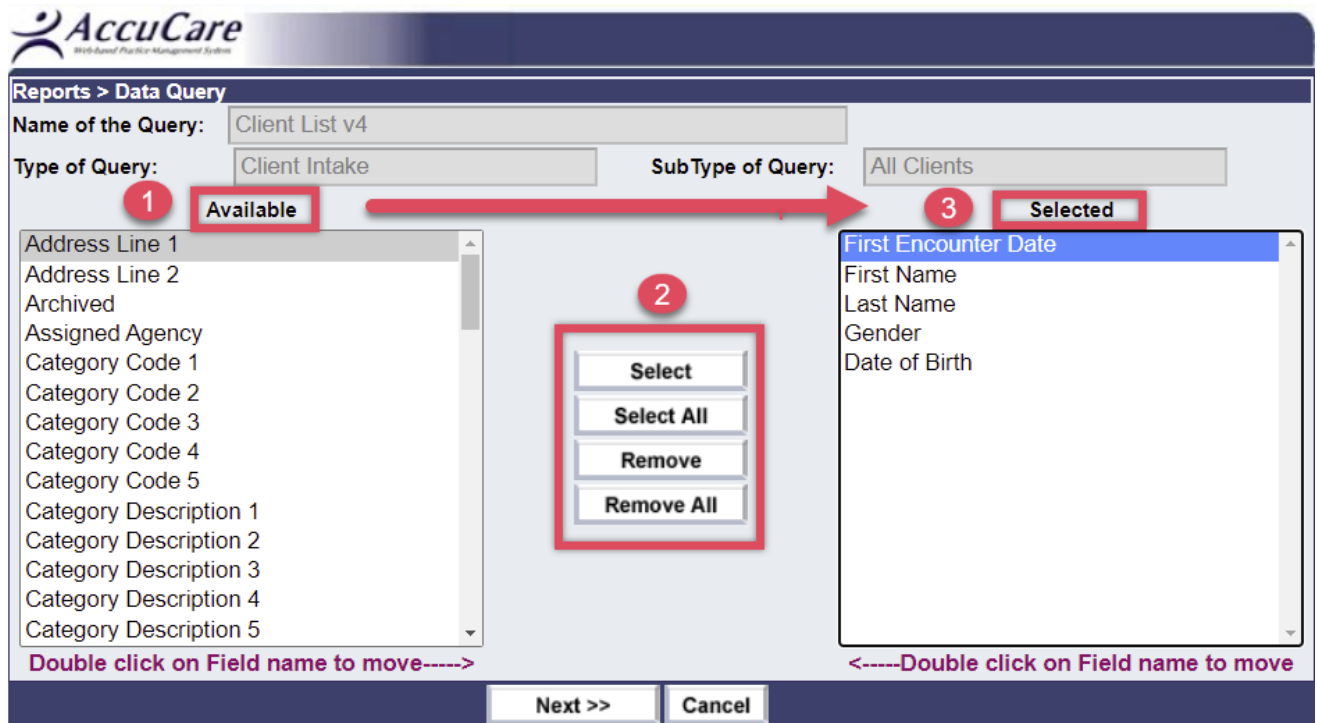 AccuCare
Web-based Practice Management System
Reports > Data Query
Name of the Query: Client List v4
Type of Query: Client Intake SubType of Query: All Clients
1 Available 3 Selected
Address Line 1
Address Line 2
Archived
Assigned Agency
Category Code 1
Category Code 2
Category Code 3
Category Code 4
Category Code 5
Category Description 1
Category Description 2
Category Description 3
Category Description 4
Category Description 5
Double click on Field name to move----->
2
Select
Select All
Remove
Remove All
First Encounter Date
First Name
Last Name
Gender
Date of Birth
<-----Double click on Field name to move
Next >> Cancel